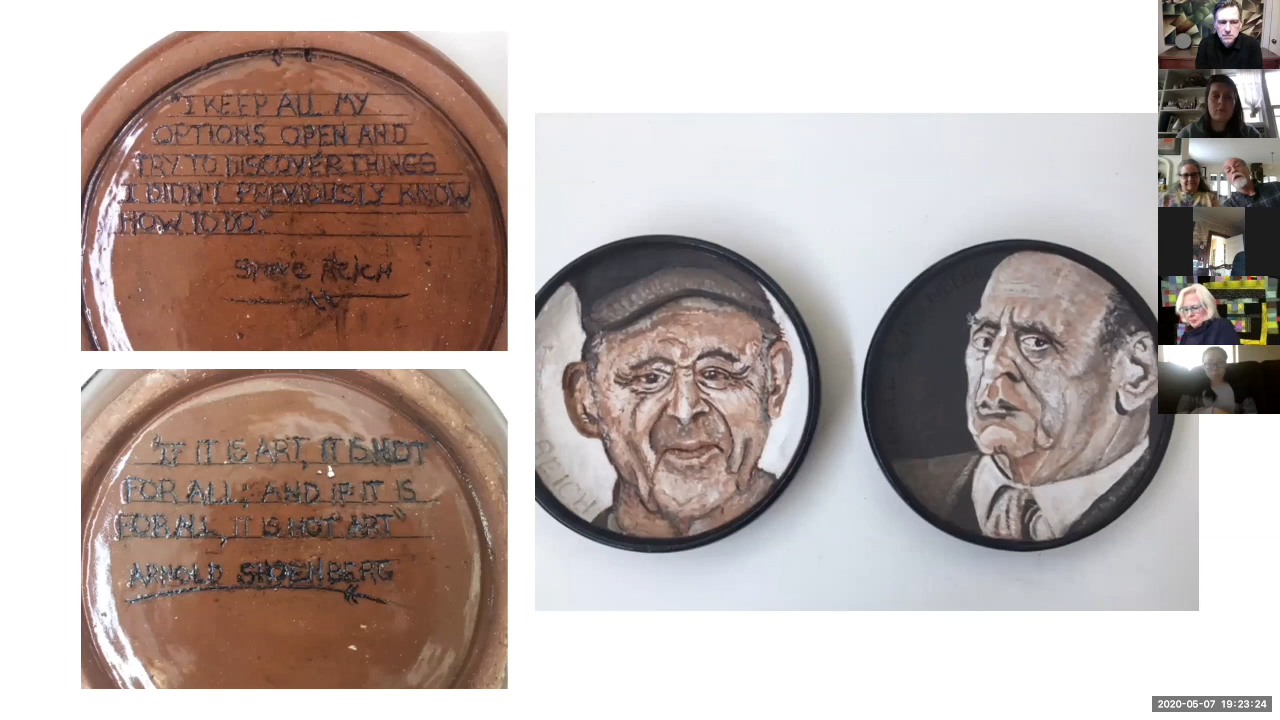 "I KEEP ALL MY
OPTIONS OPEN AND
TRY TO DISCOVER THINGS
I DIDN'T PREVIOUSLY KNOW
HOW TO DO."
STEVE REICH
"IF IT IS ART, IT IS NOT
FOR ALL; AND IF IT IS
FOR ALL, IT IS NOT ART"
ARNOLD SHOENBERG
REICH
2020-05-07 19:23:24